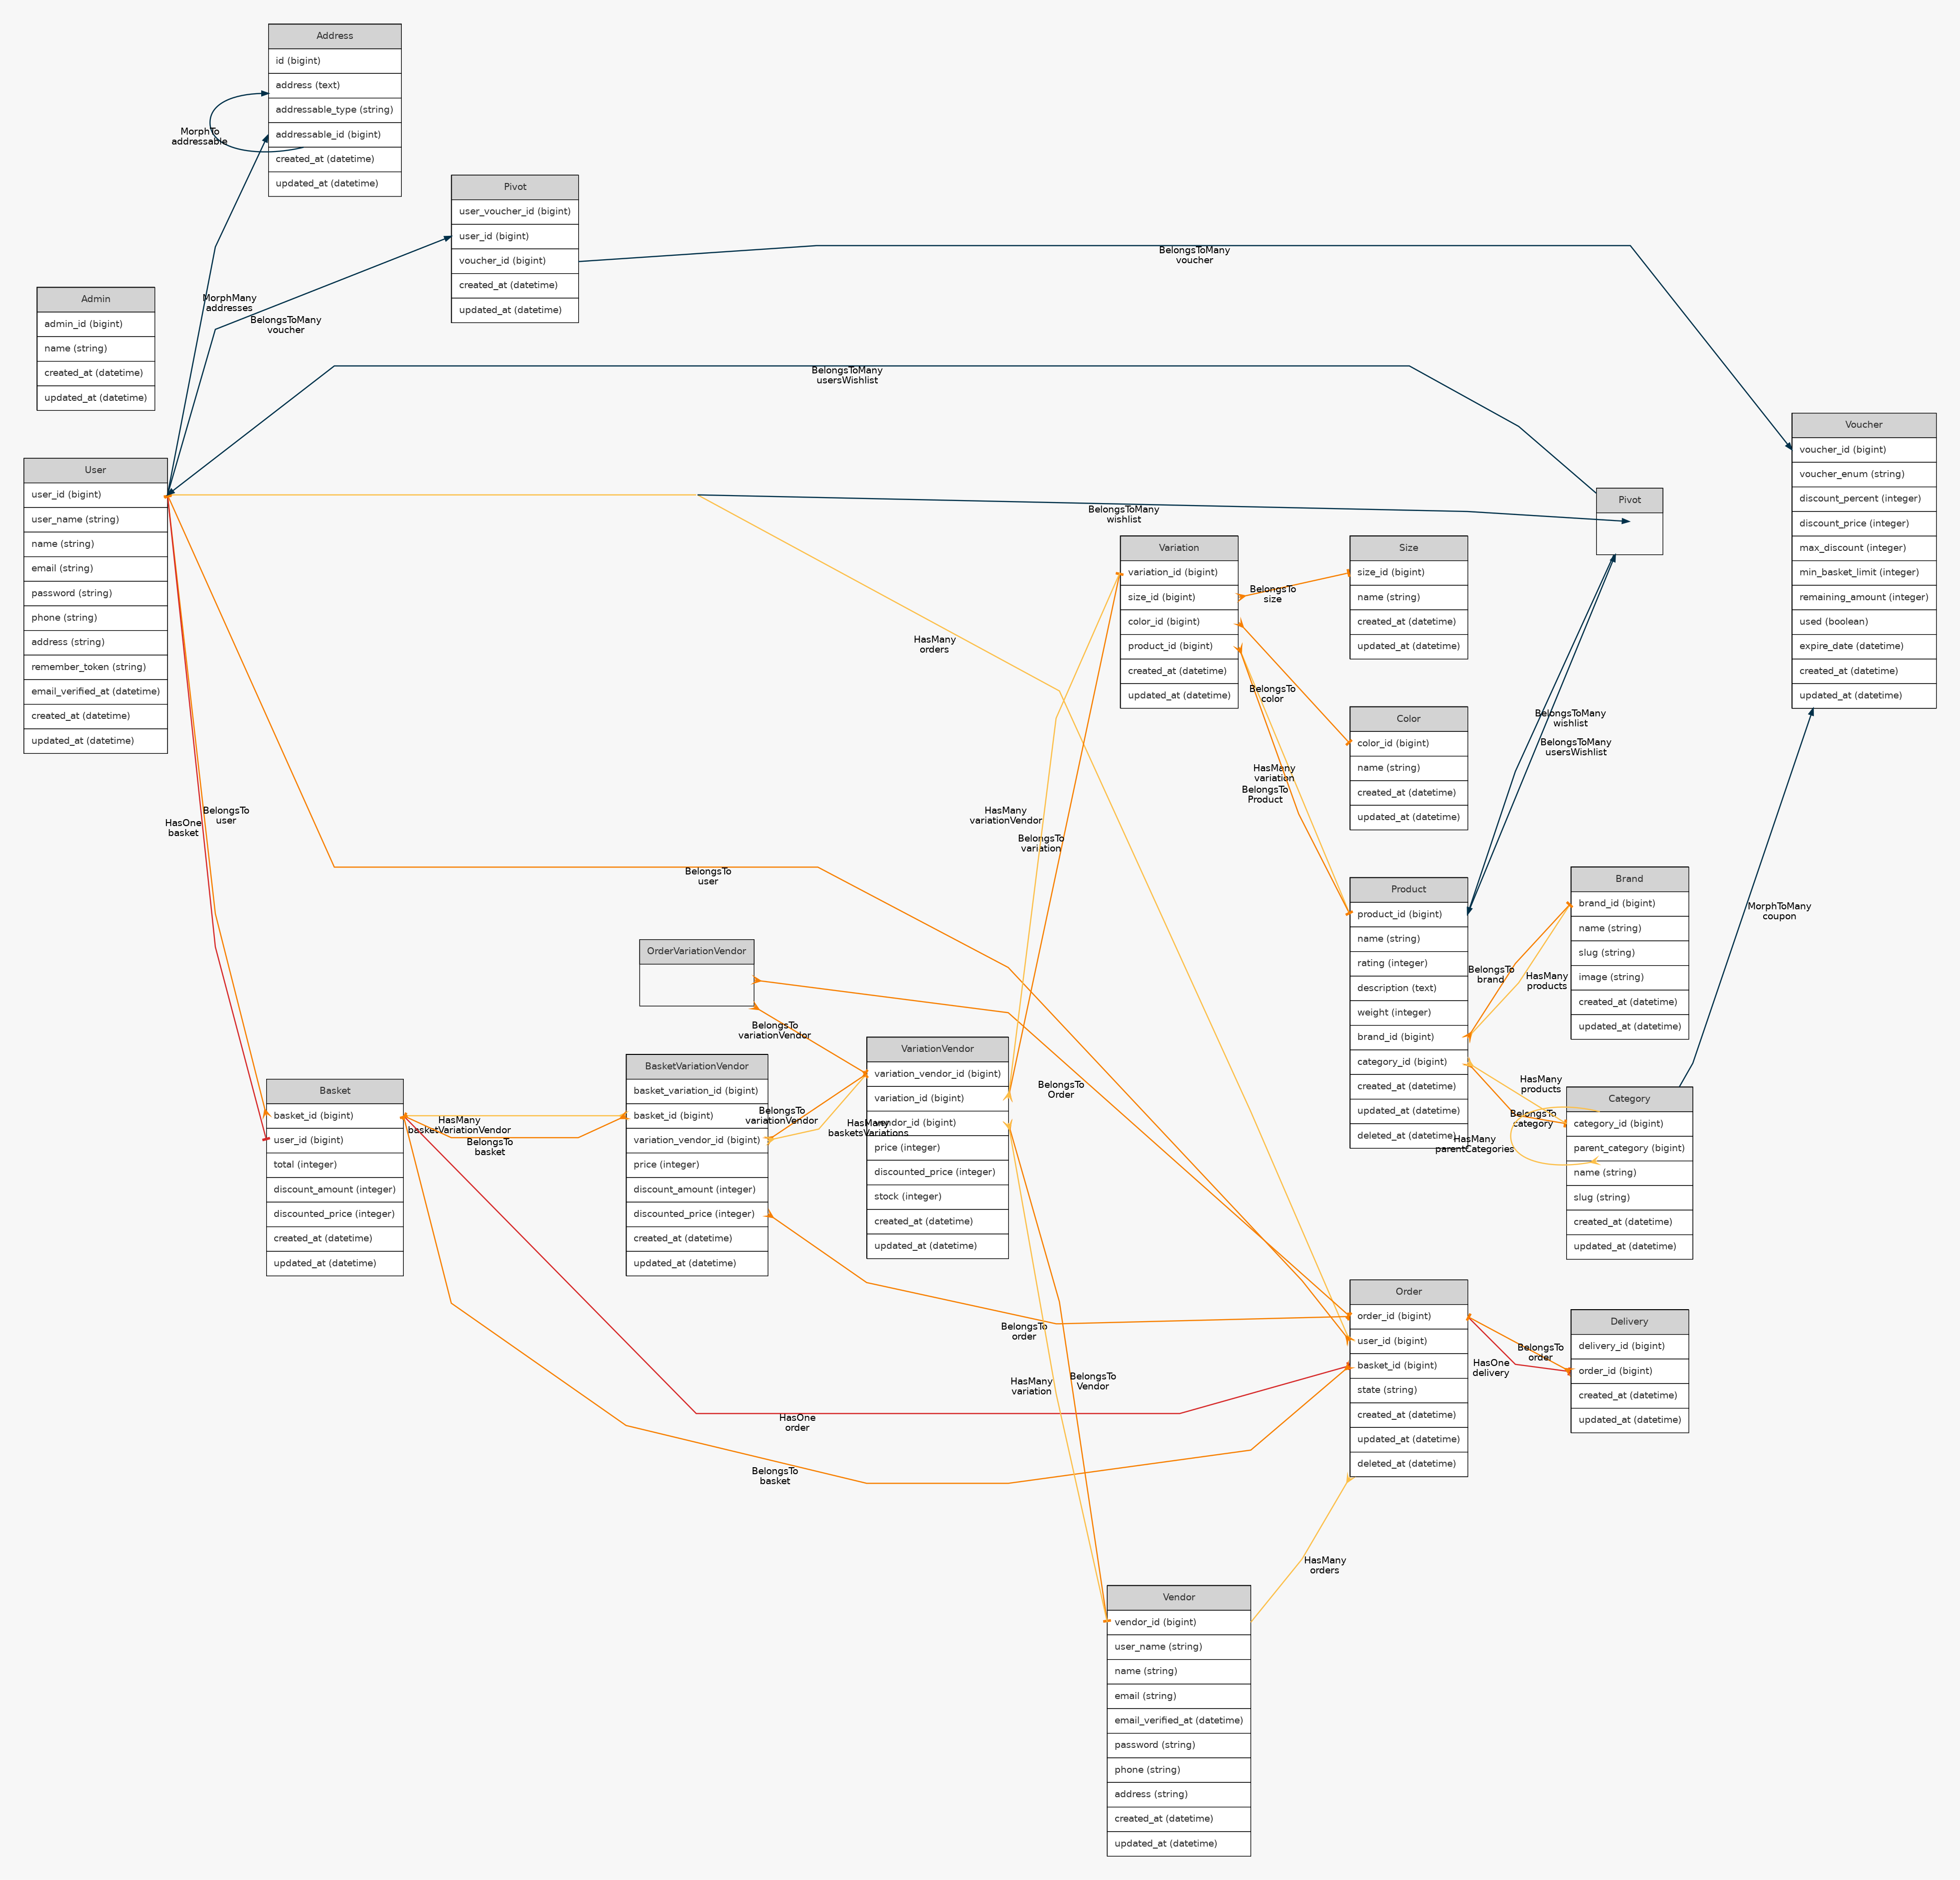 Address
id (bigint)
address (text)
addressable_type (string)
addressable_id (bigint)
created_at (datetime)
updated_at (datetime)
MorphTo
addressable
Pivot
user_voucher_id (bigint)
user_id (bigint)
voucher_id (bigint)
created_at (datetime)
updated_at (datetime)
BelongsToMany
voucher
MorphMany
addresses
BelongsToMany
voucher
Admin
admin_id (bigint)
name (string)
created_at (datetime)
updated_at (datetime)
BelongsToMany
usersWishlist
User
user_id (bigint)
user_name (string)
name (string)
email (string)
password (string)
phone (string)
address (string)
remember_token (string)
email_verified_at (datetime)
created_at (datetime)
updated_at (datetime)
Voucher
voucher_id (bigint)
voucher_enum (string)
discount_percent (integer)
discount_price (integer)
max_discount (integer)
min_basket_limit (integer)
remaining_amount (integer)
used (boolean)
expire_date (datetime)
created_at (datetime)
updated_at (datetime)
Pivot
BelongsToMany
wishlist
Variation
variation_id (bigint)
size_id (bigint)
color_id (bigint)
product_id (bigint)
created_at (datetime)
updated_at (datetime)
BelongsTo
size
Size
size_id (bigint)
name (string)
created_at (datetime)
updated_at (datetime)
HasMany
orders
BelongsTo
color
Color
color_id (bigint)
name (string)
created_at (datetime)
updated_at (datetime)
BelongsToMany
wishlist
BelongsToMany
usersWishlist
HasMany
variation
BelongsTo
Product
HasMany
variationVendor
BelongsTo
variation
BelongsTo
user
HasOne
basket
BelongsTo
user
Product
product_id (bigint)
name (string)
rating (integer)
description (text)
weight (integer)
brand_id (bigint)
category_id (bigint)
created_at (datetime)
updated_at (datetime)
deleted_at (datetime)
Brand
brand_id (bigint)
name (string)
slug (string)
image (string)
created_at (datetime)
updated_at (datetime)
MorphToMany
coupon
BelongsTo
brand
HasMany
products
OrderVariationVendor
BelongsTo
variationVendor
VariationVendor
variation_vendor_id (bigint)
variation_id (bigint)
vendor_id (bigint)
price (integer)
discounted_price (integer)
stock (integer)
created_at (datetime)
updated_at (datetime)
BasketVariationVendor
basket_variation_id (bigint)
basket_id (bigint)
variation_vendor_id (bigint)
price (integer)
discount_amount (integer)
discounted_price (integer)
created_at (datetime)
updated_at (datetime)
BelongsTo
variationVendor
HasMany
basketsVariations
BelongsTo
Order
Basket
basket_id (bigint)
user_id (bigint)
total (integer)
discount_amount (integer)
discounted_price (integer)
created_at (datetime)
updated_at (datetime)
HasMany
basketVariationVendor
BelongsTo
basket
HasMany
products
BelongsTo
category
HasMany
parentCategories
Category
category_id (bigint)
parent_category (bigint)
name (string)
slug (string)
created_at (datetime)
updated_at (datetime)
Order
order_id (bigint)
user_id (bigint)
basket_id (bigint)
state (string)
created_at (datetime)
updated_at (datetime)
deleted_at (datetime)
Delivery
delivery_id (bigint)
order_id (bigint)
created_at (datetime)
updated_at (datetime)
BelongsTo
order
BelongsTo
order
HasOne
delivery
HasMany
variation
BelongsTo
Vendor
HasOne
order
BelongsTo
basket
HasMany
orders
Vendor
vendor_id (bigint)
user_name (string)
name (string)
email (string)
email_verified_at (datetime)
password (string)
phone (string)
address (string)
created_at (datetime)
updated_at (datetime)